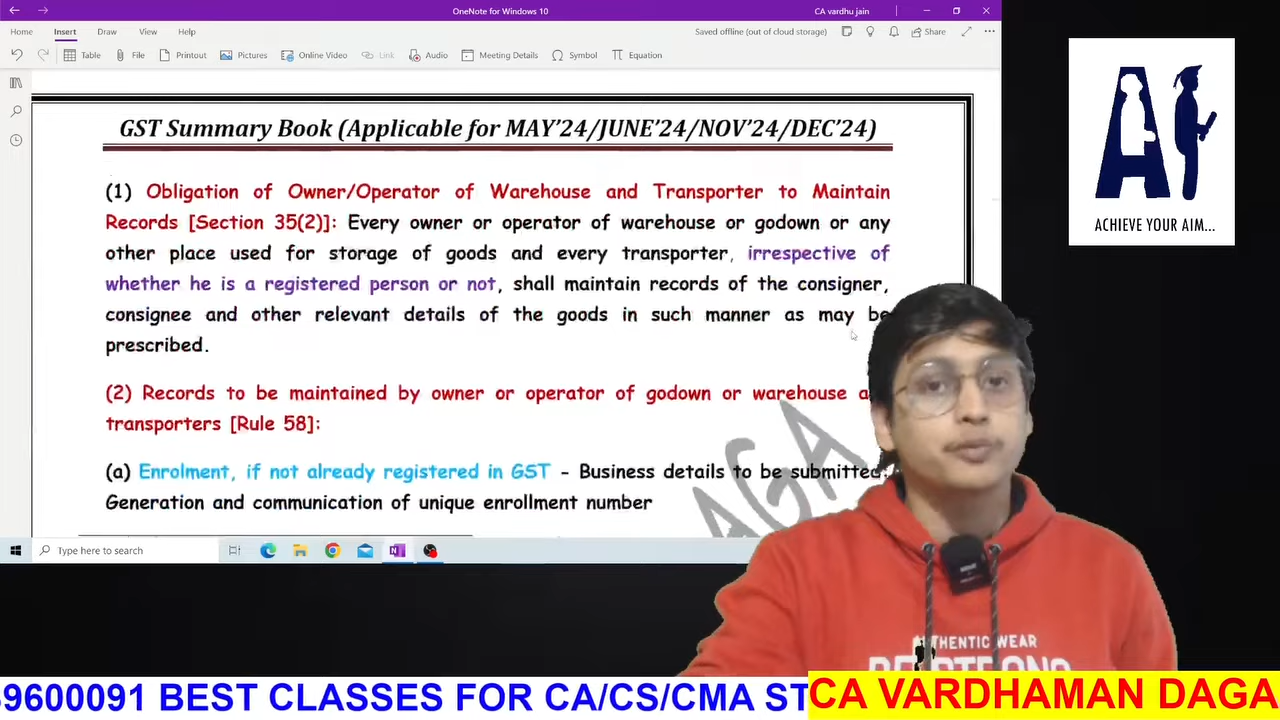 OneNote for Windows 10
CA vardhu jain
Home Insert Draw View Help
Saved offline (out of cloud storage)
Share
Table File Printout Pictures Online Video Link Audio Meeting Details Symbol Equation
GST Summary Book (Applicable for MAY'24/JUNE'24/NOV'24/DEC'24)
(1) Obligation of Owner/Operator of Warehouse and Transporter to Maintain
Records [Section 35(2)]: Every owner or operator of warehouse or godown or any
other place used for storage of goods and every transporter, irrespective of
whether he is a registered person or not, shall maintain records of the consigner,
consignee and other relevant details of the goods in such manner as may be
prescribed.
(2) Records to be maintained by owner or operator of godown or warehouse
transporters [Rule 58]:
(a) Enrolment, if not already registered in GST - Business details to be submitted.
Generation and communication of unique enrollment number
AGA
Type here to search
ACHIEVE YOUR AIM...
THENTIC WEAR
9600091 BEST CLASSES FOR CA/CS/CMA ST
CA VARDHAMAN DAGA